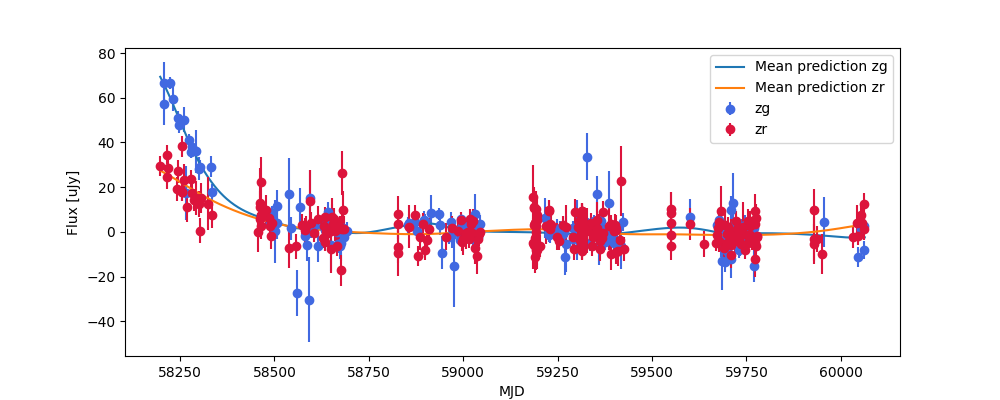 80
60
40
20
0
−20
−40
Flux [uJy]
58250
58500
58750
59000
59250
59500
59750
60000
MJD
Mean prediction zg
Mean prediction zr
zg
zr